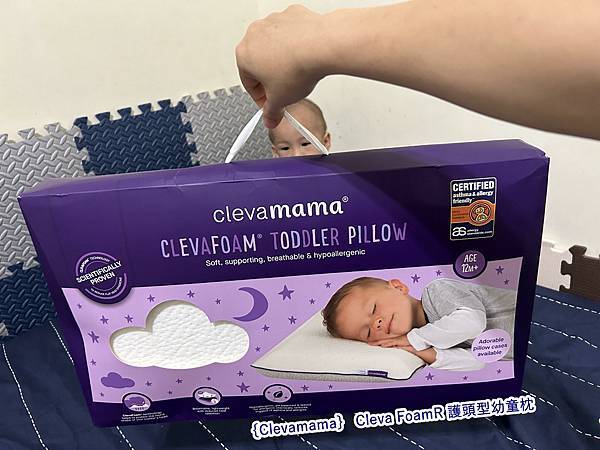 clevamama®
CLEVAFOAM® TODDLER PILLOW
Soft, supporting, breathable & hypoallergenic
SCIENTIFICALLY
PROVEN
CERTIFIED
asthma & allergy
friendly™
AGE
12M+
Adorable
pillow cases
available
{Clevamama} Cleva FoamR 護頭型幼童枕